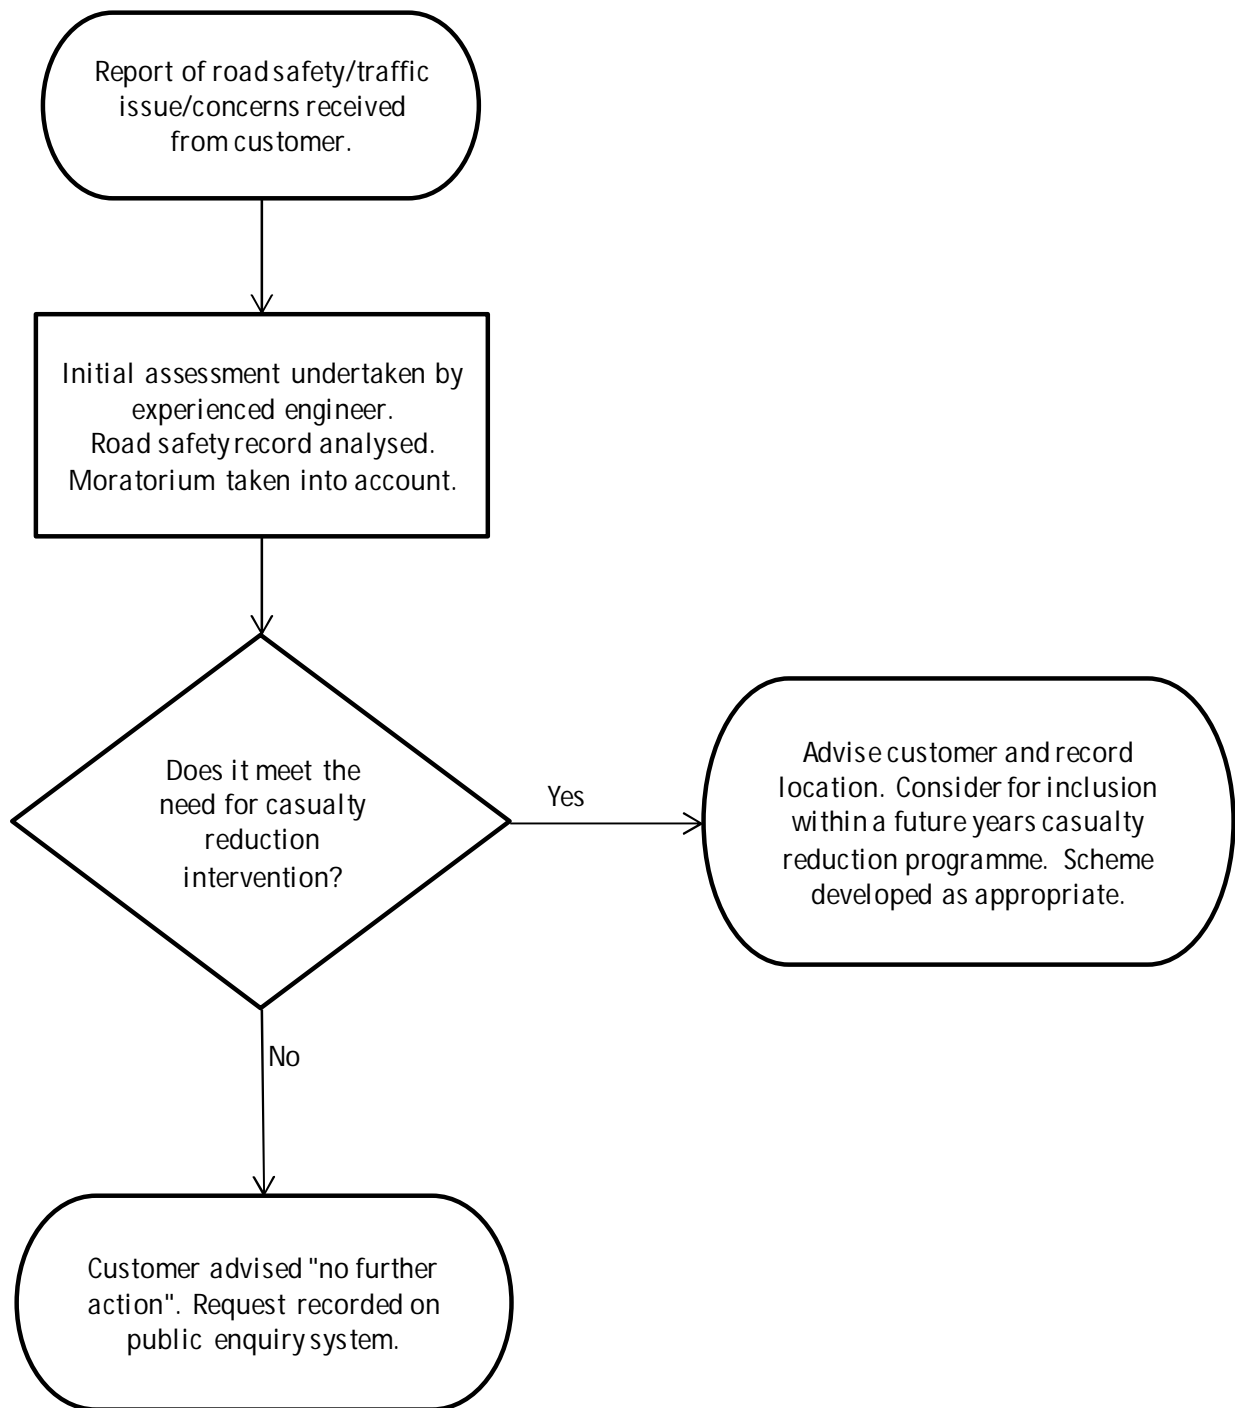 Report of road safety/traffic
issue/concerns received
from customer.
Initial assessment undertaken by
experienced engineer.
Road safety record analysed.
Moratorium taken into account.
Does it meet the
need for casualty
reduction
intervention?
Yes
Advise customer and record
location. Consider for inclusion
within a future years casualty
reduction programme. Scheme
developed as appropriate.
No
Customer advised "no further
action". Request recorded on
public enquiry system.